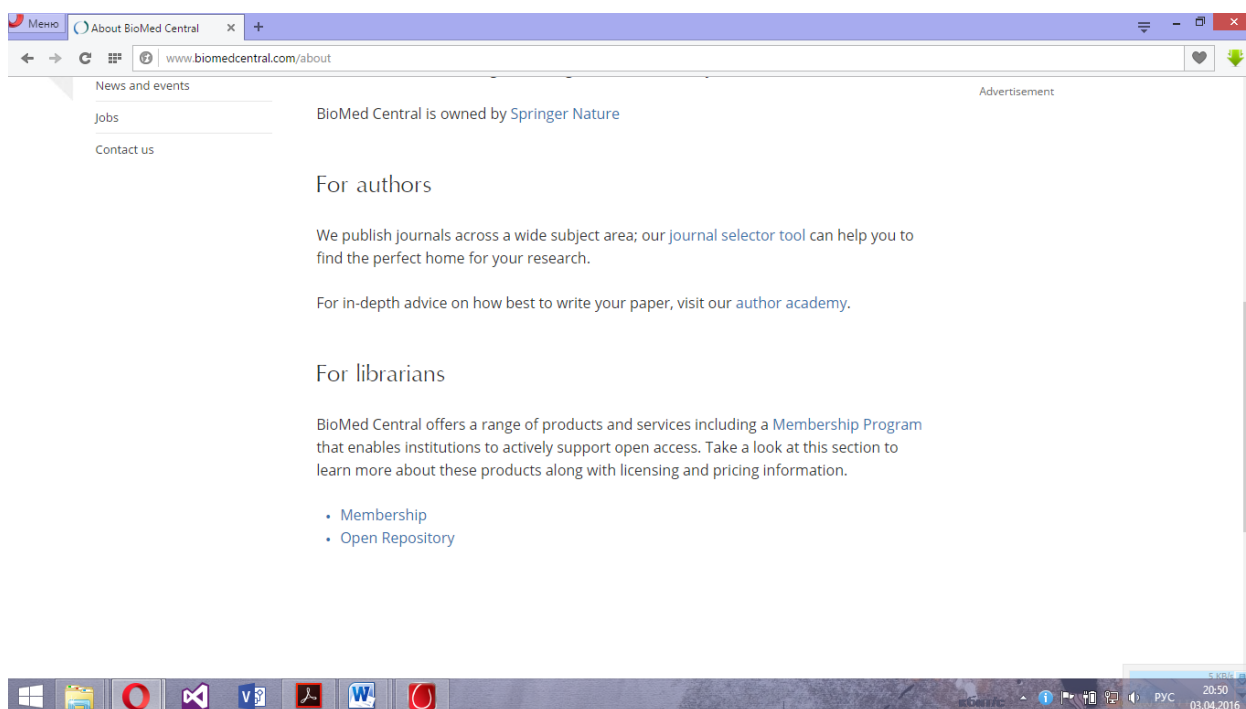 Меню
About BioMed Central
www.biomedcentral.com/about
News and events
Jobs
Contact us
Advertisement
BioMed Central is owned by Springer Nature
For authors
We publish journals across a wide subject area; our journal selector tool can help you to
find the perfect home for your research.
For in-depth advice on how best to write your paper, visit our author academy.
For librarians
BioMed Central offers a range of products and services including a Membership Program
that enables institutions to actively support open access. Take a look at this section to
learn more about these products along with licensing and pricing information.
• Membership
• Open Repository
5 KB/s
РУС
20:50
03.04.2016